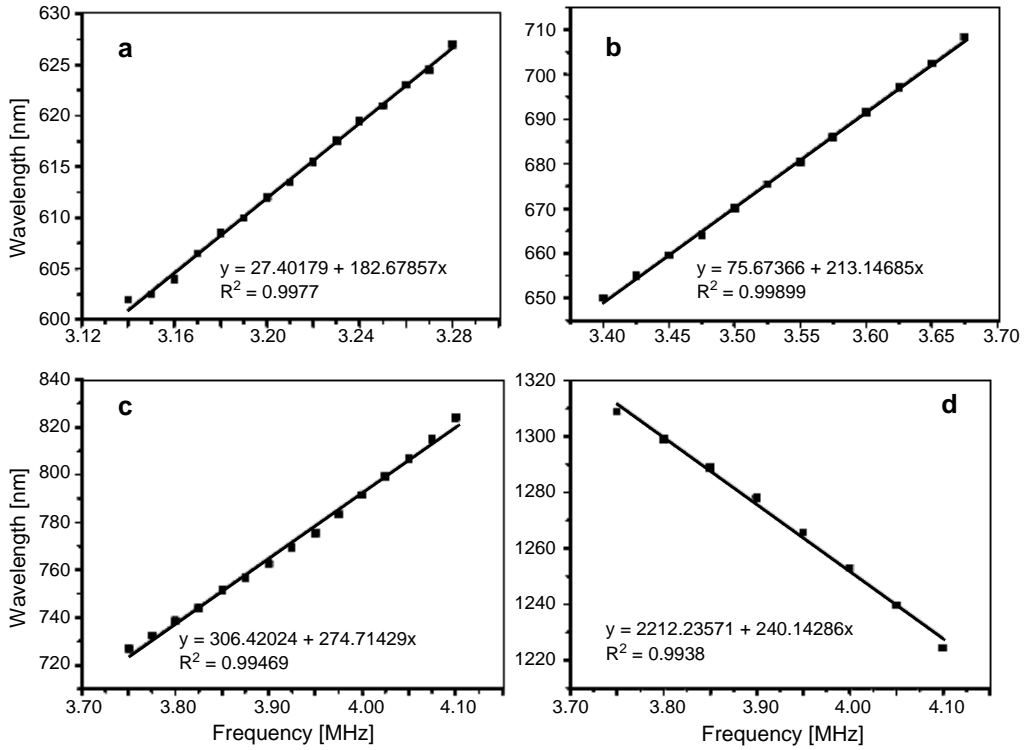 630
625
620
615
610
605
600
Wavelength [nm]
a
y = 27.40179 + 182.67857x
R² = 0.9977
3.12 3.16 3.20 3.24 3.28
710
700
690
680
670
660
650
b
y = 75.67366 + 213.14685x
R² = 0.99899
3.40 3.45 3.50 3.55 3.60 3.65 3.70
840
820
800
780
760
740
720
Wavelength [nm]
c
y = 306.42024 + 274.71429x
R² = 0.99469
3.70 3.80 3.90 4.00 4.10
Frequency [MHz]
1320
1300
1280
1260
1240
1220
d
y = 2212.23571 + 240.14286x
R² = 0.9938
3.70 3.80 3.90 4.00 4.10
Frequency [MHz]